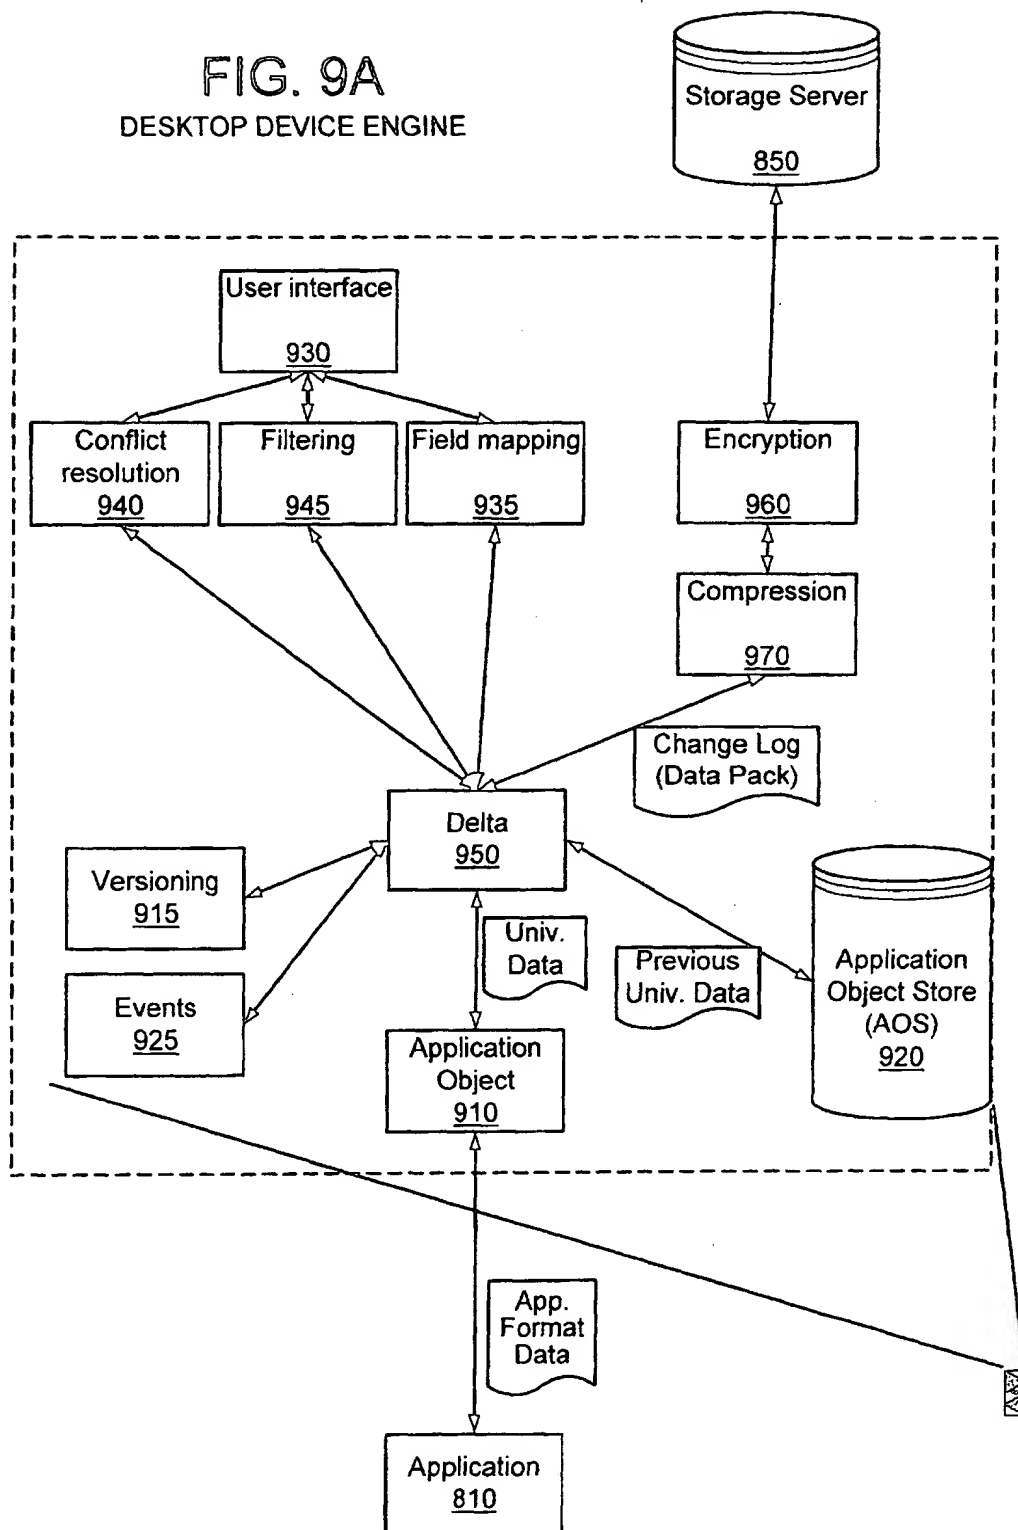 FIG. 9A
DESKTOP DEVICE ENGINE
Storage Server
850
User interface
930
Conflict
resolution
940
Filtering
945
Field mapping
935
Encryption
960
Compression
970
Change Log
(Data Pack)
Delta
950
Versioning
915
Events
925
Univ.
Data
Previous
Univ. Data
Application
Object Store
(AOS)
920
Application
Object
910
App.
Format
Data
Application
810